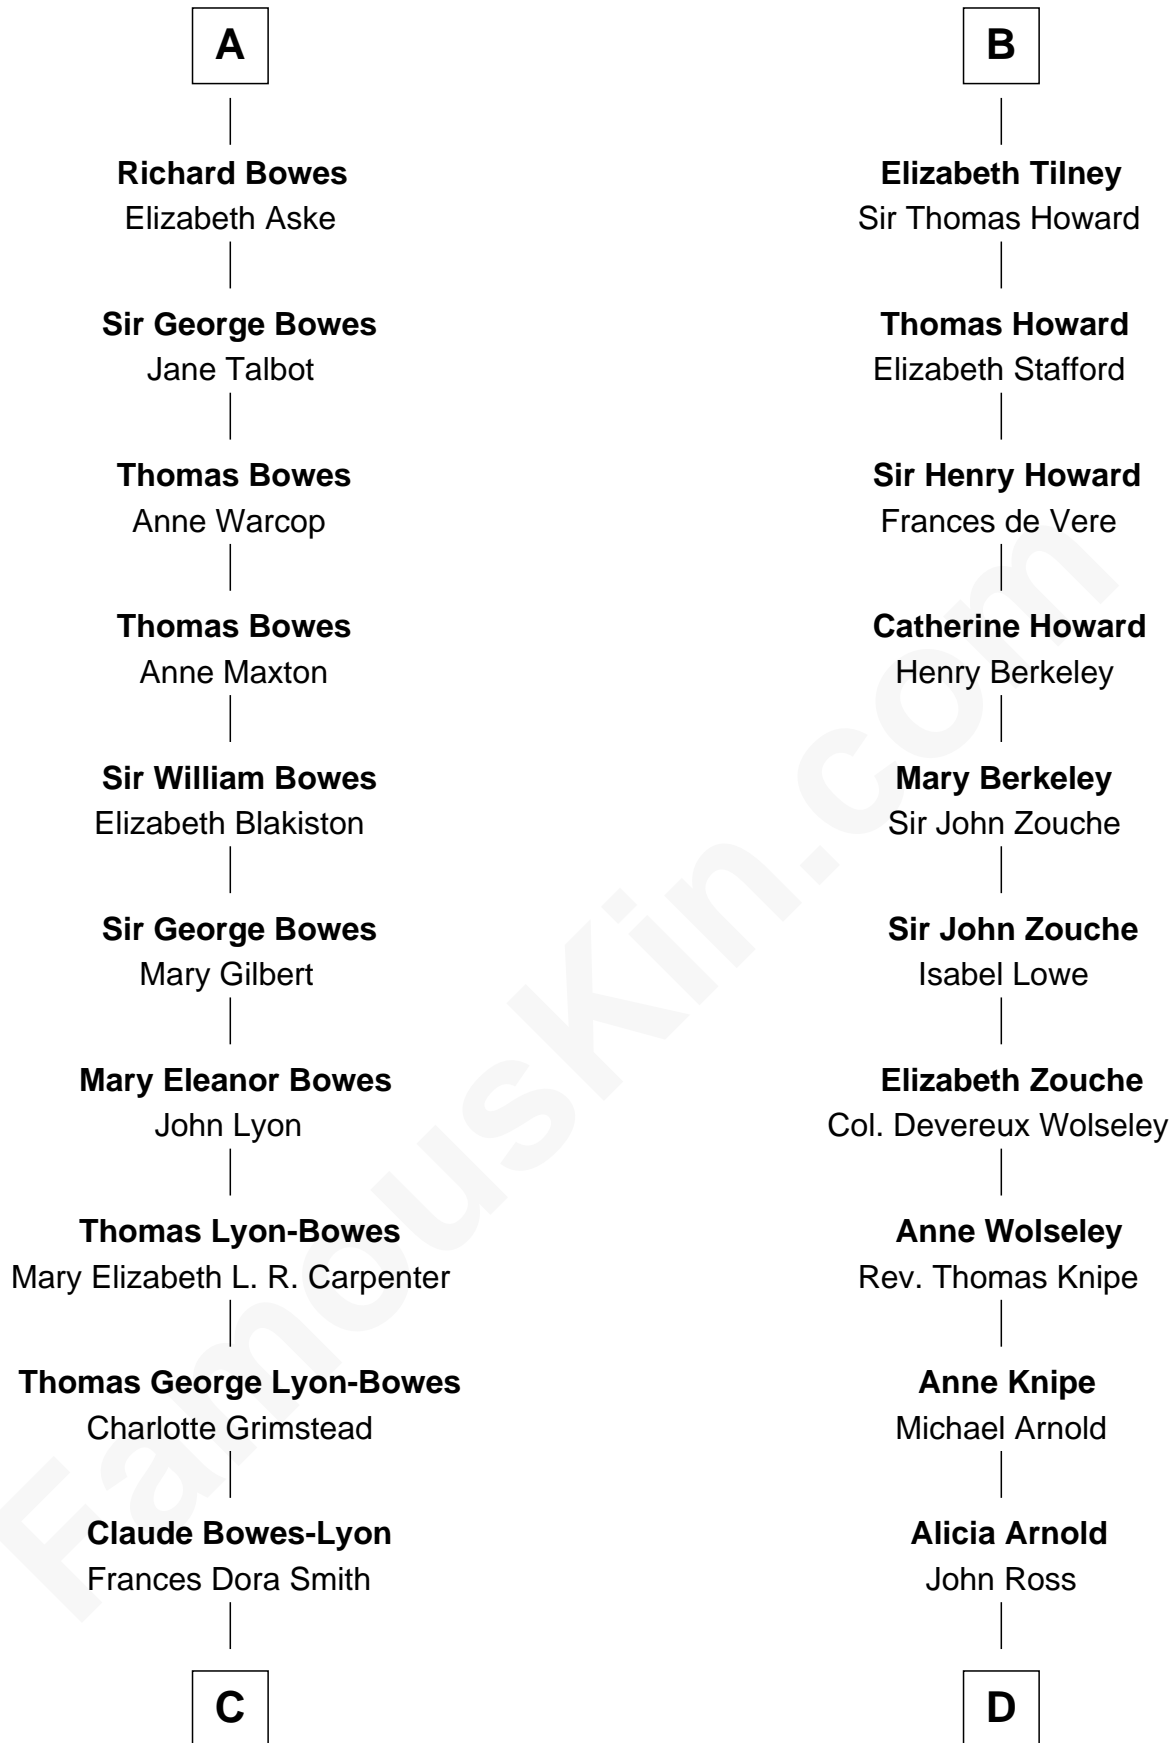 A
Richard Bowes
Elizabeth Aske
Sir George Bowes
Jane Talbot
Thomas Bowes
Anne Warcop
Thomas Bowes
Anne Maxton
Sir William Bowes
Elizabeth Blakiston
Sir George Bowes
Mary Gilbert
Mary Eleanor Bowes
John Lyon
Thomas Lyon-Bowes
Mary Elizabeth L. R. Carpenter
Thomas George Lyon-Bowes
Charlotte Grimstead
Claude Bowes-Lyon
Frances Dora Smith
C
B
Elizabeth Tilney
Sir Thomas Howard
Thomas Howard
Elizabeth Stafford
Sir Henry Howard
Frances de Vere
Catherine Howard
Henry Berkeley
Mary Berkeley
Sir John Zouche
Sir John Zouche
Isabel Lowe
Elizabeth Zouche
Col. Devereux Wolseley
Anne Wolseley
Rev. Thomas Knipe
Anne Knipe
Michael Arnold
Alicia Arnold
John Ross
D
FamousKin.com